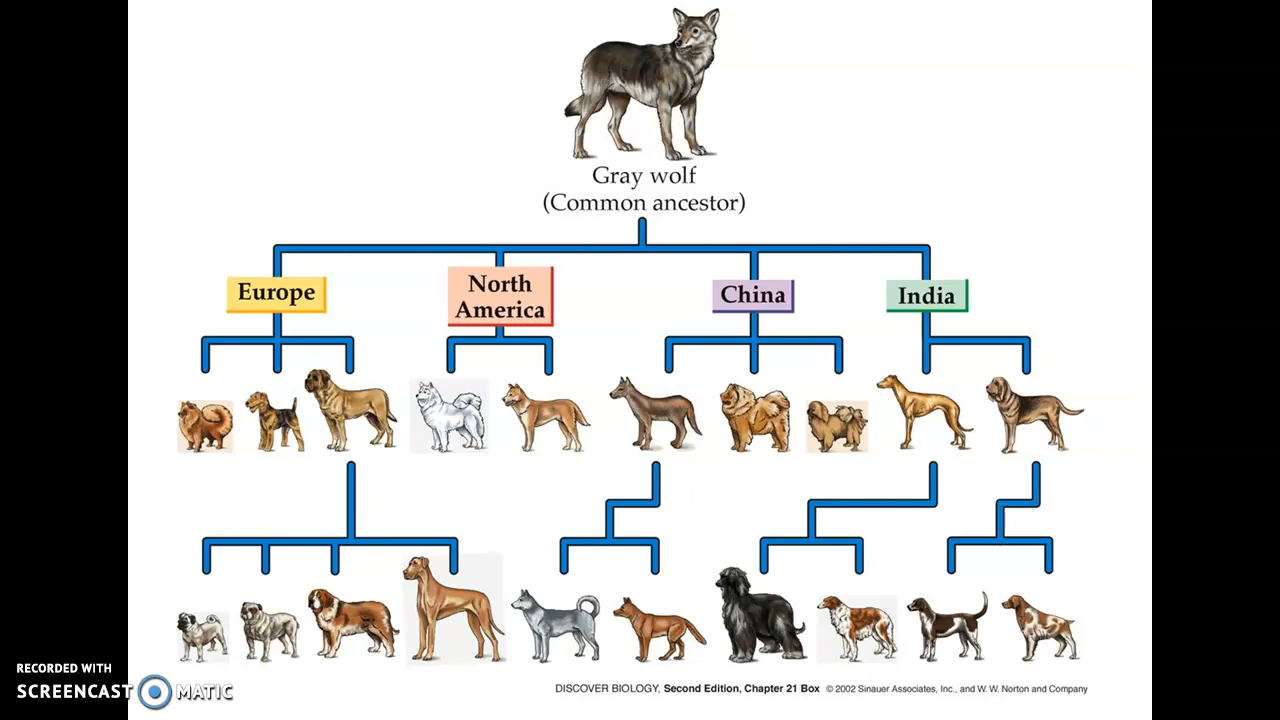 Gray wolf
(Common ancestor)
Europe
North
America
China
India
RECORDED WITH
SCREENCAST MATIC
DISCOVER BIOLOGY, Second Edition, Chapter 21 Box © 2002 Sinauer Associates, Inc., and W. W. Norton and Company